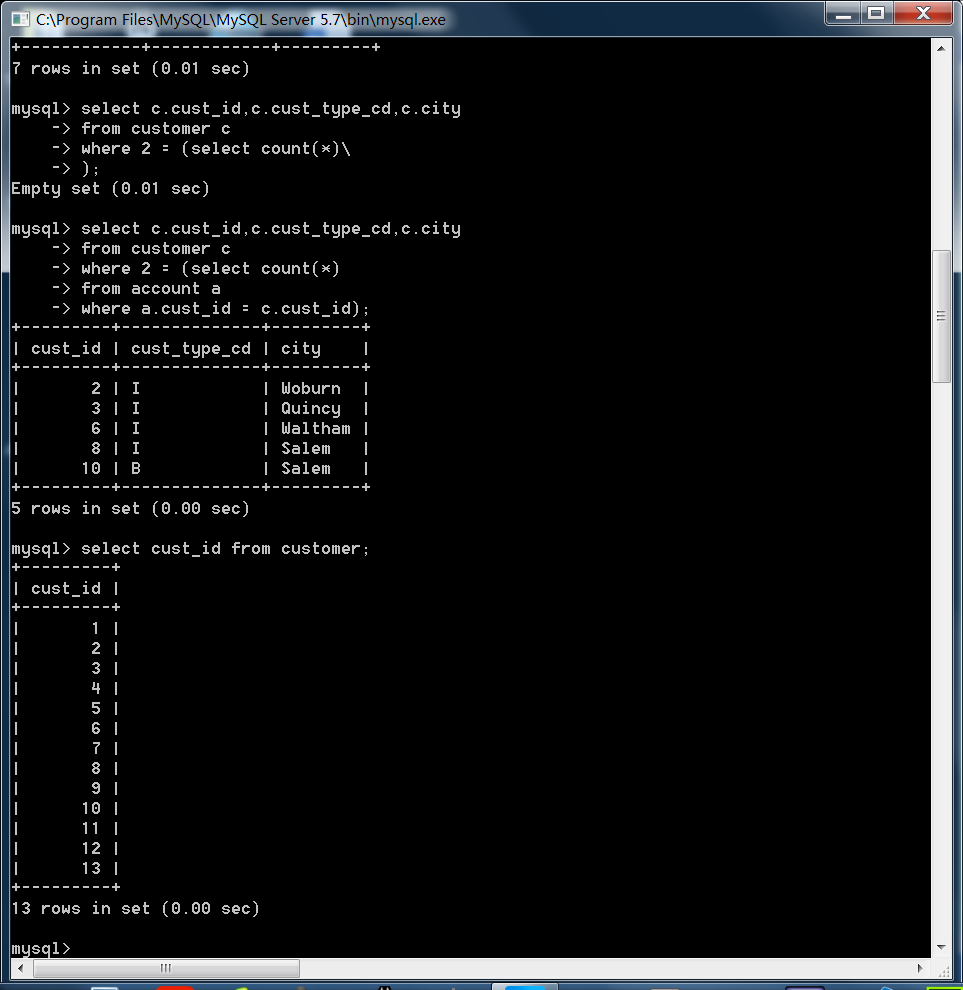 C:\Program Files\MySQL\MySQL Server 5.7\bin\mysql.exe
+------------+------------+---------+
7 rows in set (0.01 sec)
mysql> select c.cust_id,c.cust_type_cd,c.city
    -> from customer c
    -> where 2 = (select count(*)\
    -> );
Empty set (0.01 sec)
mysql> select c.cust_id,c.cust_type_cd,c.city
    -> from customer c
    -> where 2 = (select count(*)
    -> from account a
    -> where a.cust_id = c.cust_id);
+---------+--------------+---------+
| cust_id | cust_type_cd | city    |
+---------+--------------+---------+
|       2 | I            | Woburn  |
|       3 | I            | Quincy  |
|       6 | I            | Waltham |
|       8 | I            | Salem   |
|      10 | B            | Salem   |
+---------+--------------+---------+
5 rows in set (0.00 sec)
mysql> select cust_id from customer;
+---------+
| cust_id |
+---------+
|       1 |
|       2 |
|       3 |
|       4 |
|       5 |
|       6 |
|       7 |
|       8 |
|       9 |
|      10 |
|      11 |
|      12 |
|      13 |
+---------+
13 rows in set (0.00 sec)
mysql>